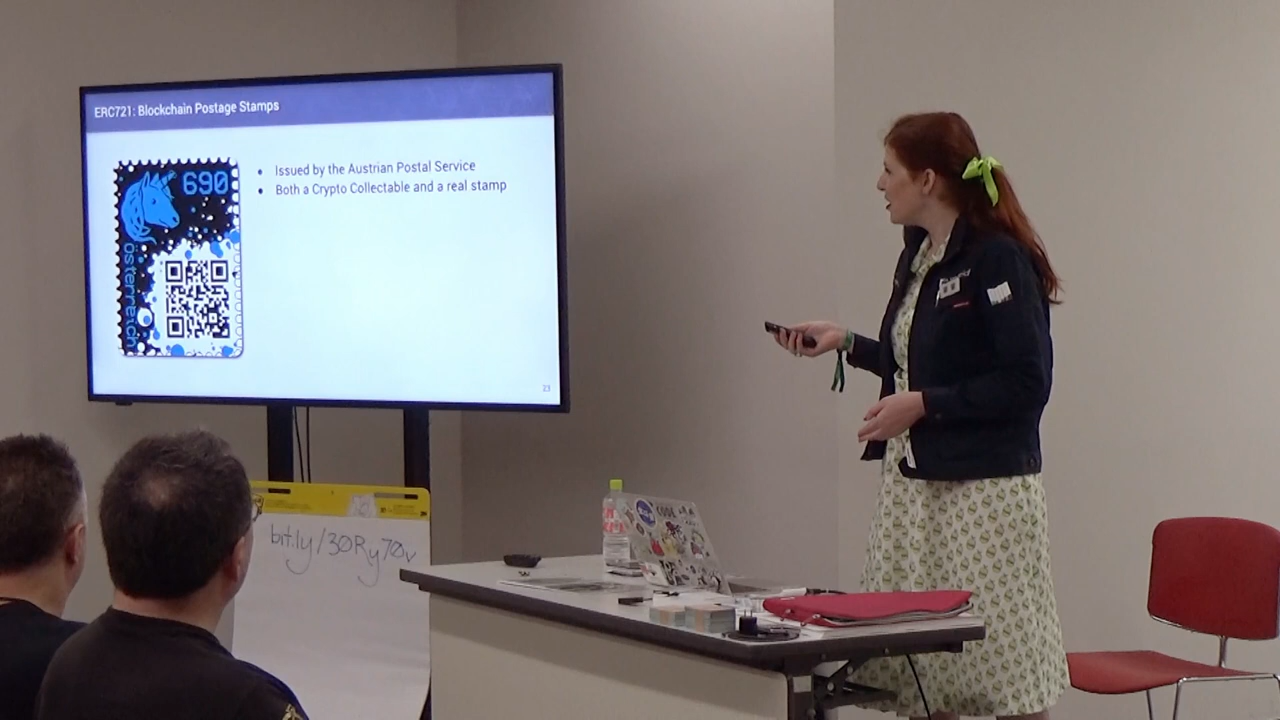 ERC721: Blockchain Postage Stamps
690
österreich
• Issued by the Austrian Postal Service
• Both a Crypto Collectable and a real stamp
23
bit.ly/30Ry70v
CODE